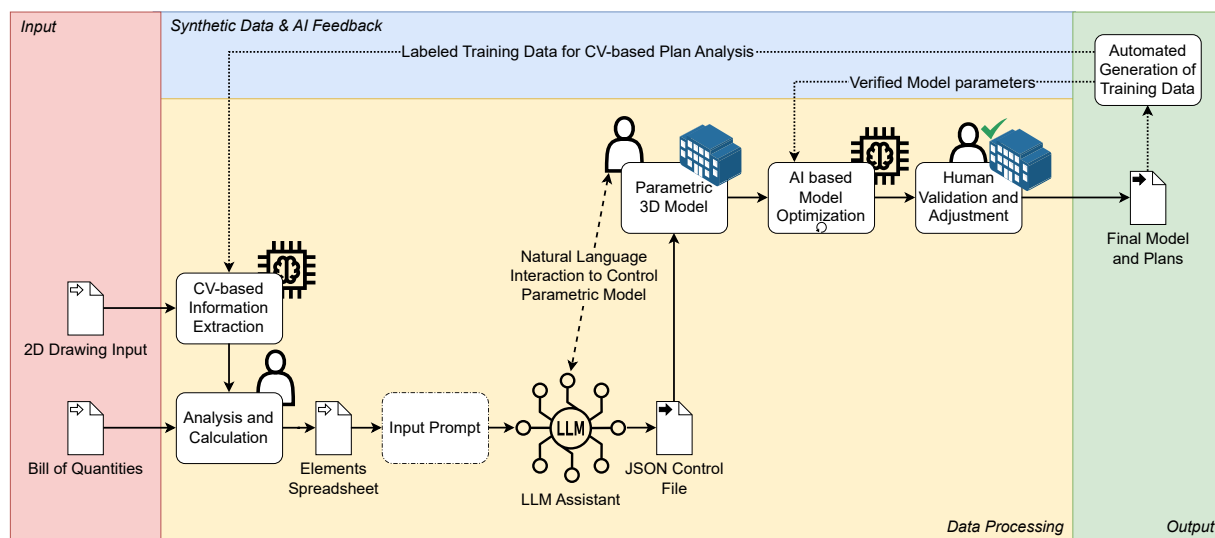 Input
Synthetic Data & AI Feedback
Labeled Training Data for CV-based Plan Analysis
Verified Model parameters
Automated
Generation of
Training Data
Parametric
3D Model
AI based
Model
Optimization
Human
Validation and
Adjustment
Final Model
and Plans
Natural Language
Interaction to Control
Parametric Model
CV-based
Information
Extraction
2D Drawing Input
Analysis and
Calculation
Bill of Quantities
Elements
Spreadsheet
Input Prompt
LLM
LLM Assistant
JSON Control
File
Data Processing
Output